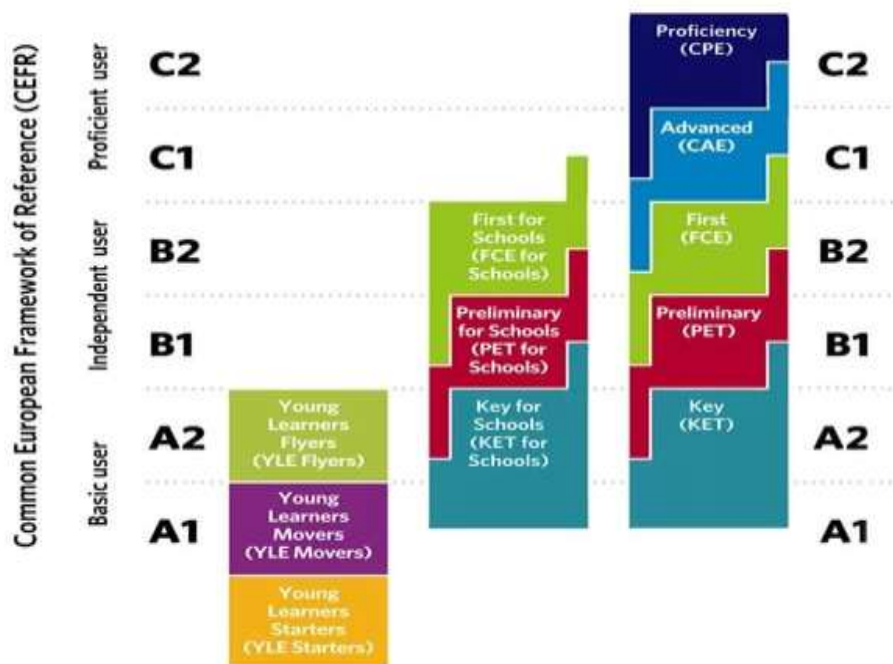 Common European Framework of Reference (CEFR)
Proficient user
Independent user
Basic user
C2
C1
B2
B1
A2
A1
Young
Learners
Flyers
(YLE Flyers)
Young
Learners
Movers
(YLE Movers)
Young
Learners
Starters
(YLE Starters)
First for
Schools
(FCE for
Schools)
Preliminary
for Schools
(PET for
Schools)
Key for
Schools
(KET for
Schools)
Proficiency
(CPE)
Advanced
(CAE)
First
(FCE)
Preliminary
(PET)
Key
(KET)
C2
C1
B2
B1
A2
A1